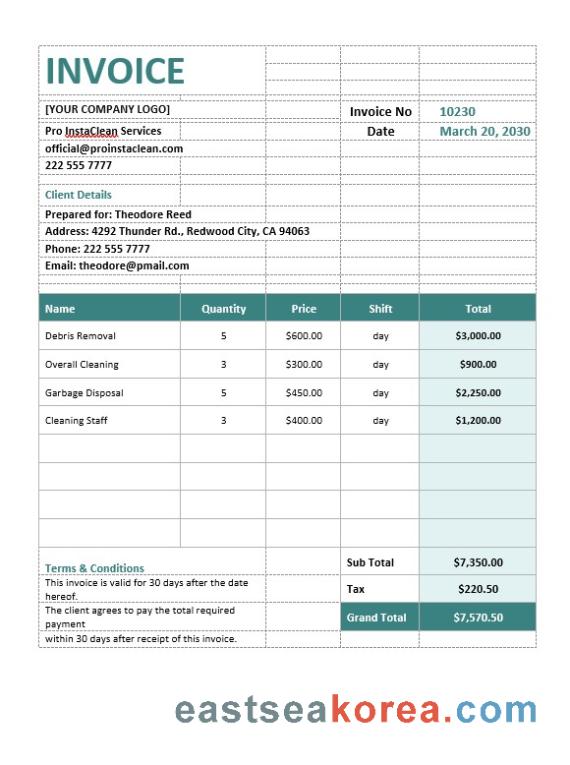 INVOICE
[YOUR COMPANY LOGO]
Invoice No 10230
Pro InstaClean Services
Date March 20, 2030
official@proinstaclean.com
222 555 7777
Client Details
Prepared for: Theodore Reed
Address: 4292 Thunder Rd., Redwood City, CA 94063
Phone: 222 555 7777
Email: theodore@pmail.com
Name Quantity Price Shift Total
Debris Removal 5 $600.00 day $3,000.00
Overall Cleaning 3 $300.00 day $900.00
Garbage Disposal 5 $450.00 day $2,250.00
Cleaning Staff 3 $400.00 day $1,200.00
Sub Total $7,350.00
Terms & Conditions
This invoice is valid for 30 days after the date
hereof.
Tax $220.50
The client agrees to pay the total required
payment
Grand Total $7,570.50
within 30 days after receipt of this invoice.
eastseakorea.com